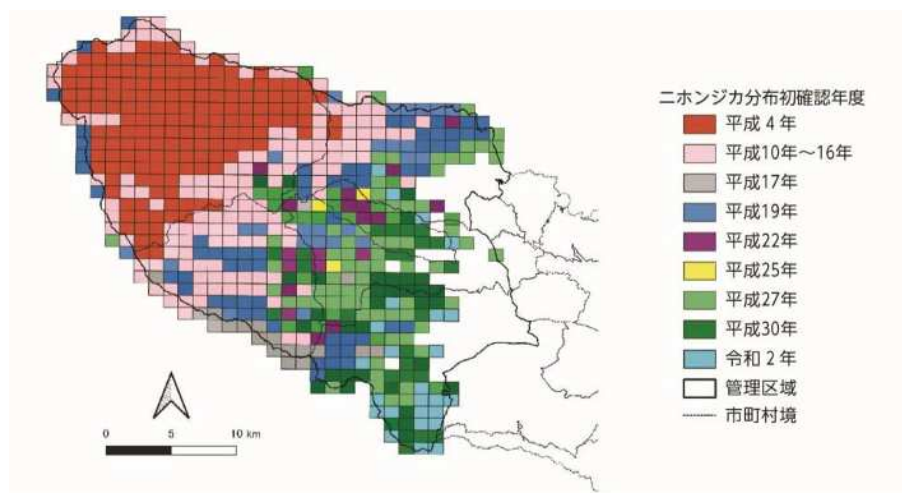 ニホンジカ分布初確認年度
平成4年
平成10年～16年
平成17年
平成19年
平成22年
平成25年
平成27年
平成30年
令和2年
管理区域
市町村境
0 5 10 km